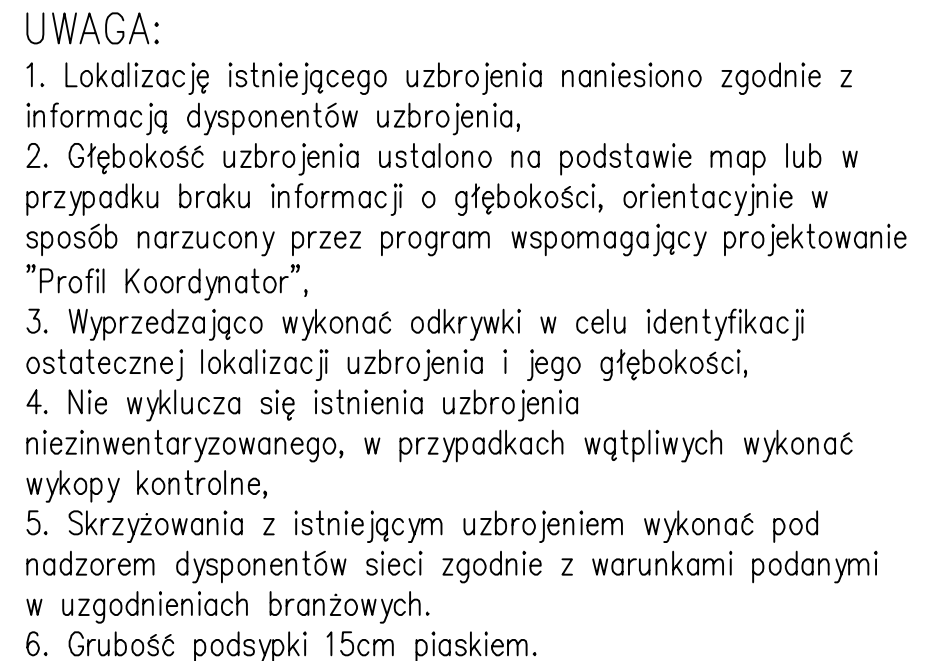 UWAGA:
1. Lokalizację istniejącego uzbrojenia naniesiono zgodnie z
informacją dysponentów uzbrojenia,
2. Głębokość uzbrojenia ustalono na podstawie map lub w
przypadku braku informacji o głębokości, orientacyjnie w
sposób narzucony przez program wspomagający projektowanie
"Profil Koordynator",
3. Wyprzedzająco wykonać odkrywki w celu identyfikacji
ostatecznej lokalizacji uzbrojenia i jego głębokości,
4. Nie wyklucza się istnienia uzbrojenia
niezinwentaryzowanego, w przypadkach wątpliwych wykonać
wykopy kontrolne,
5. Skrzyżowania z istniejącym uzbrojeniem wykonać pod
nadzorem dysponentów sieci zgodnie z warunkami podanymi
w uzgodnieniach branżowych.
6. Grubość podsypki 15cm piaskiem.